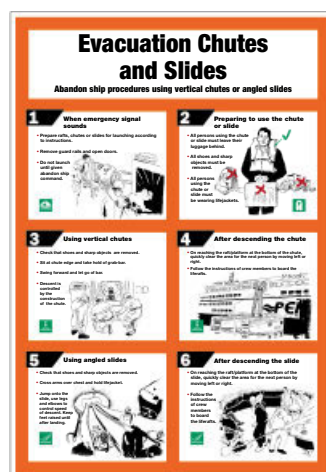 Evacuation Chutes
and Slides
Abandon ship procedures using vertical chutes or angled slides
1
When emergency signal
sounds
• Prepare rafts, chutes or slides for launching according
to instructions.
• Remove guard rails and open doors.
• Do not launch
until given
abandon ship
command.
2
Preparing to use the chute
or slide
• All persons using the chute
or slide must leave their
luggage behind.
• All shoes and sharp
objects must be
removed.
• All persons
using the
chute or
slide must
be wearing lifejackets.
3
Using vertical chutes
• Check that shoes and sharp objects are removed.
• Sit at chute edge and take hold of grab-bar.
• Swing forward and let go of bar.
• Descent is
controlled
by the
construction
of the chute.
4
After descending the chute
• On reaching the raft/platform at the bottom of the chute,
quickly clear the area for the next person by moving left or
right.
• Follow the instructions of crew members to board the
liferafts.
5
Using angled slides
• Check that shoes and sharp objects are removed.
• Cross arms over chest and hold lifejacket.
• Jump onto the
slide, use legs
and elbows to
control speed
of descent. Keep
feet raised until
after landing.
6
After descending the slide
• On reaching the raft/platform at the bottom of the
slide, quickly clear the area for the next person by
moving left or right.
• Follow the
instructions
of crew
members
to board
the liferafts.